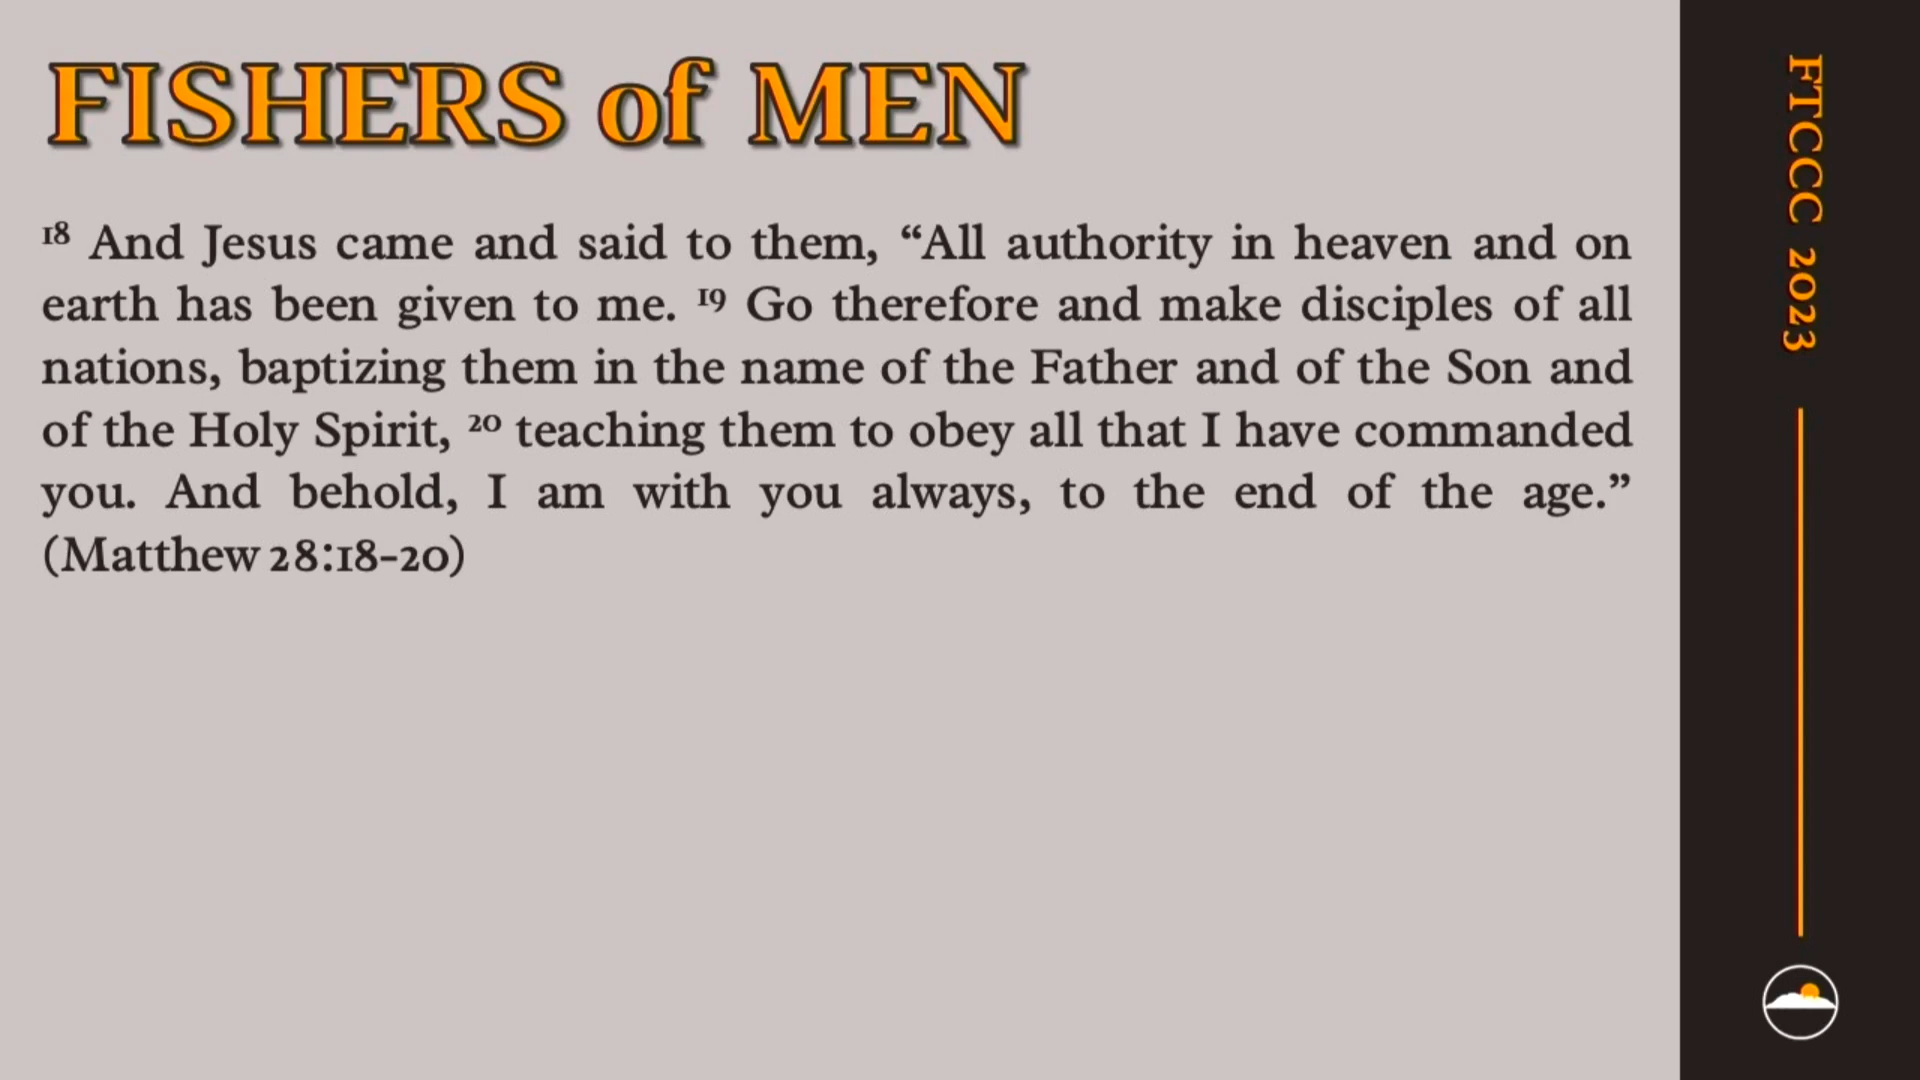 FISHERS of MEN
18 And Jesus came and said to them, “All authority in heaven and on
earth has been given to me. 19 Go therefore and make disciples of all
nations, baptizing them in the name of the Father and of the Son and
of the Holy Spirit, 20 teaching them to obey all that I have commanded
you. And behold, I am with you always, to the end of the age.”
(Matthew 28:18–20)
FTCCC 2023